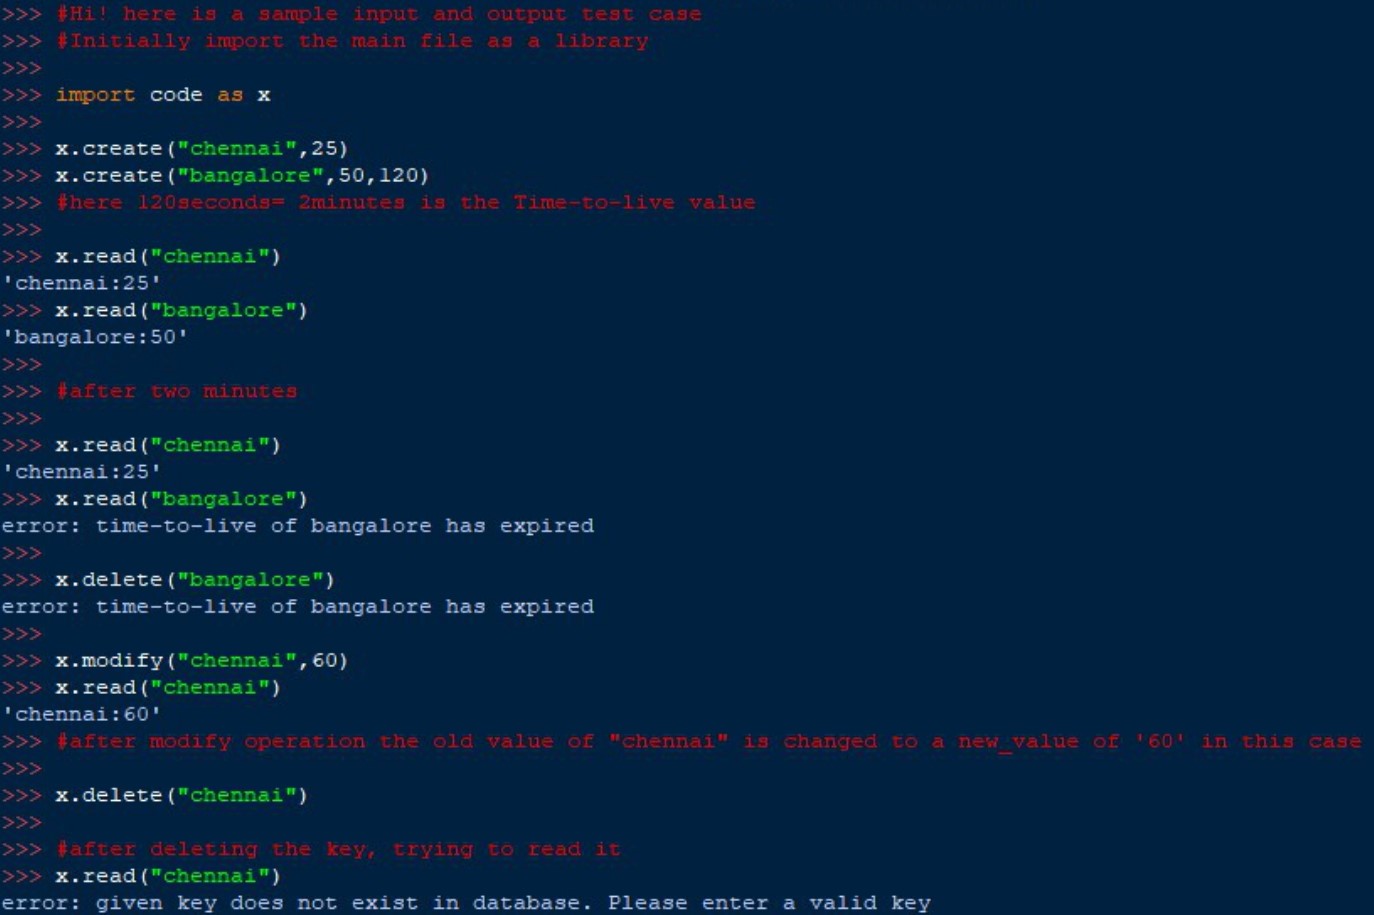 >>> #Hi! here is a sample input and output test case
>>> #Initially import the main file as a library
>>>
>>> import code as x
>>>
>>> x.create("chennai",25)
>>> x.create("bangalore",50,120)
>>> #here 120seconds= 2minutes is the Time-to-live value
>>>
>>> x.read("chennai")
'chennai:25'
>>> x.read("bangalore")
'bangalore:50'
>>>
>>> #after two minutes
>>>
>>> x.read("chennai")
'chennai:25'
>>> x.read("bangalore")
error: time-to-live of bangalore has expired
>>>
>>> x.delete("bangalore")
error: time-to-live of bangalore has expired
>>>
>>> x.modify("chennai",60)
>>> x.read("chennai")
'chennai:60'
>>> #after modify operation the old value of "chennai" is changed to a new_value of '60' in this case
>>>
>>> x.delete("chennai")
>>>
>>> #after deleting the key, trying to read it
>>> x.read("chennai")
error: given key does not exist in database. Please enter a valid key